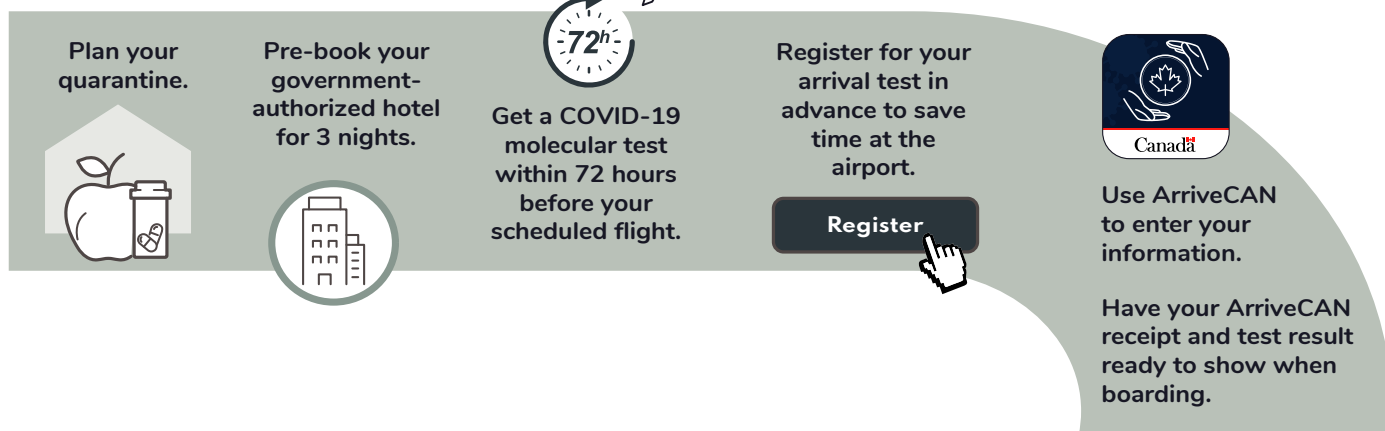 Plan your
quarantine.
Pre-book your
government-
authorized hotel
for 3 nights.
72h
Get a COVID-19
molecular test
within 72 hours
before your
scheduled flight.
Register for your
arrival test in
advance to save
time at the
airport.
Register
Canada
Use ArriveCAN
to enter your
information.
Have your ArriveCAN
receipt and test result
ready to show when
boarding.